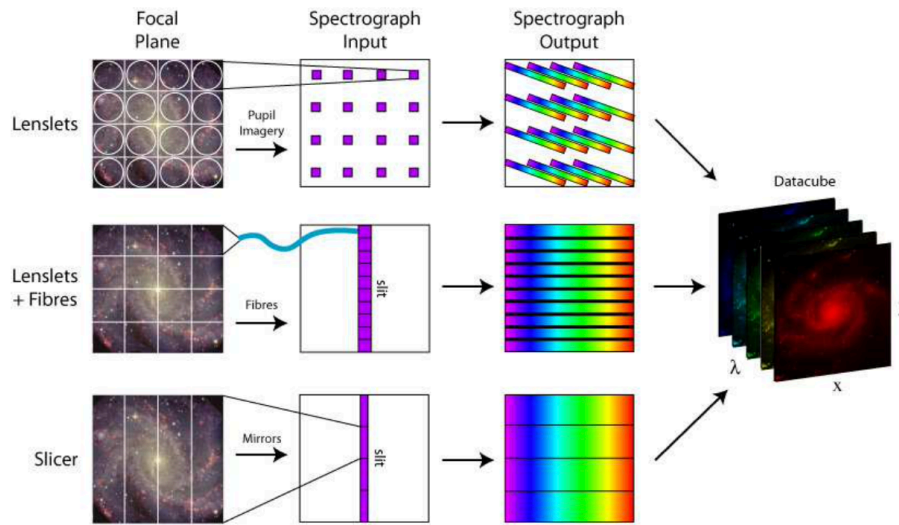 Focal
Plane
Spectrograph
Input
Spectrograph
Output
Lenslets
Pupil
Imagery
Datacube
Lenslets
+ Fibres
Fibres
slit
λ
x
Slicer
Mirrors
slit